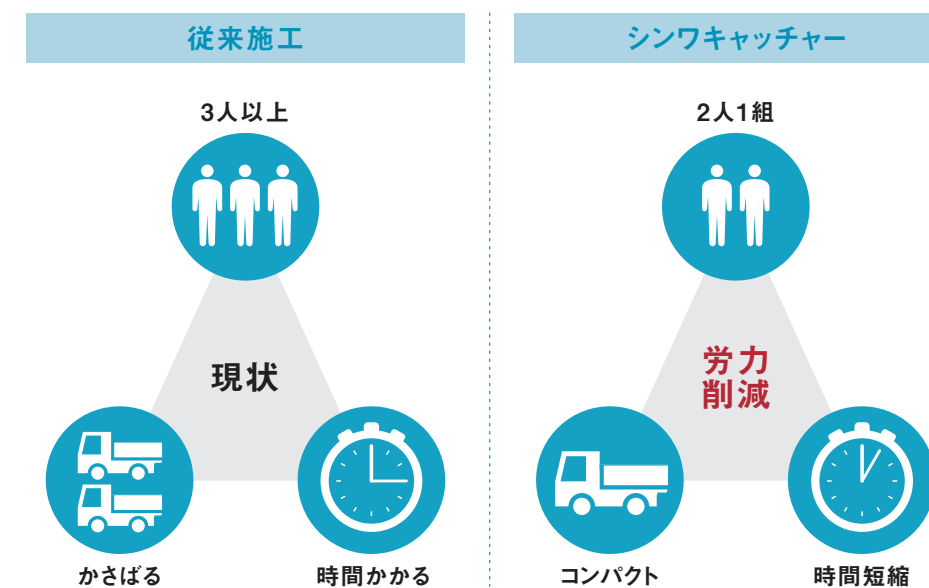 従来施工
3人以上
現状
かさばる
時間かかる
シンワキャッチャー
2人1組
労力
削減
コンパクト
時間短縮